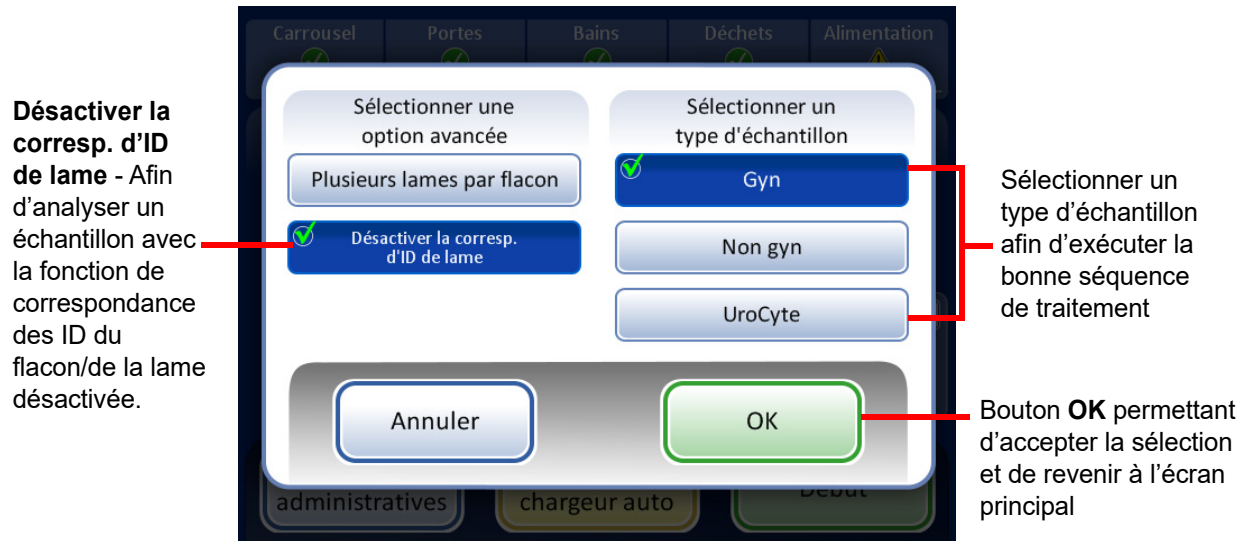 Carrousel Portes Bains Déchets Alimentation
Désactiver la
corresp. d’ID
de lame - Afin
d’analyser un
échantillon avec
la fonction de
correspondance
des ID du
flacon/de la lame
désactivée.
Sélectionner une
option avancée
Plusieurs lames par flacon
Désactiver la corresp.
d'ID de lame
Sélectionner un
type d'échantillon
Gyn
Non gyn
UroCyte
Sélectionner un
type d’échantillon
afin d’exécuter la
bonne séquence
de traitement
Annuler
OK
Bouton OK permettant
d’accepter la sélection
et de revenir à l’écran
principal
administratives
chargeur auto
Début